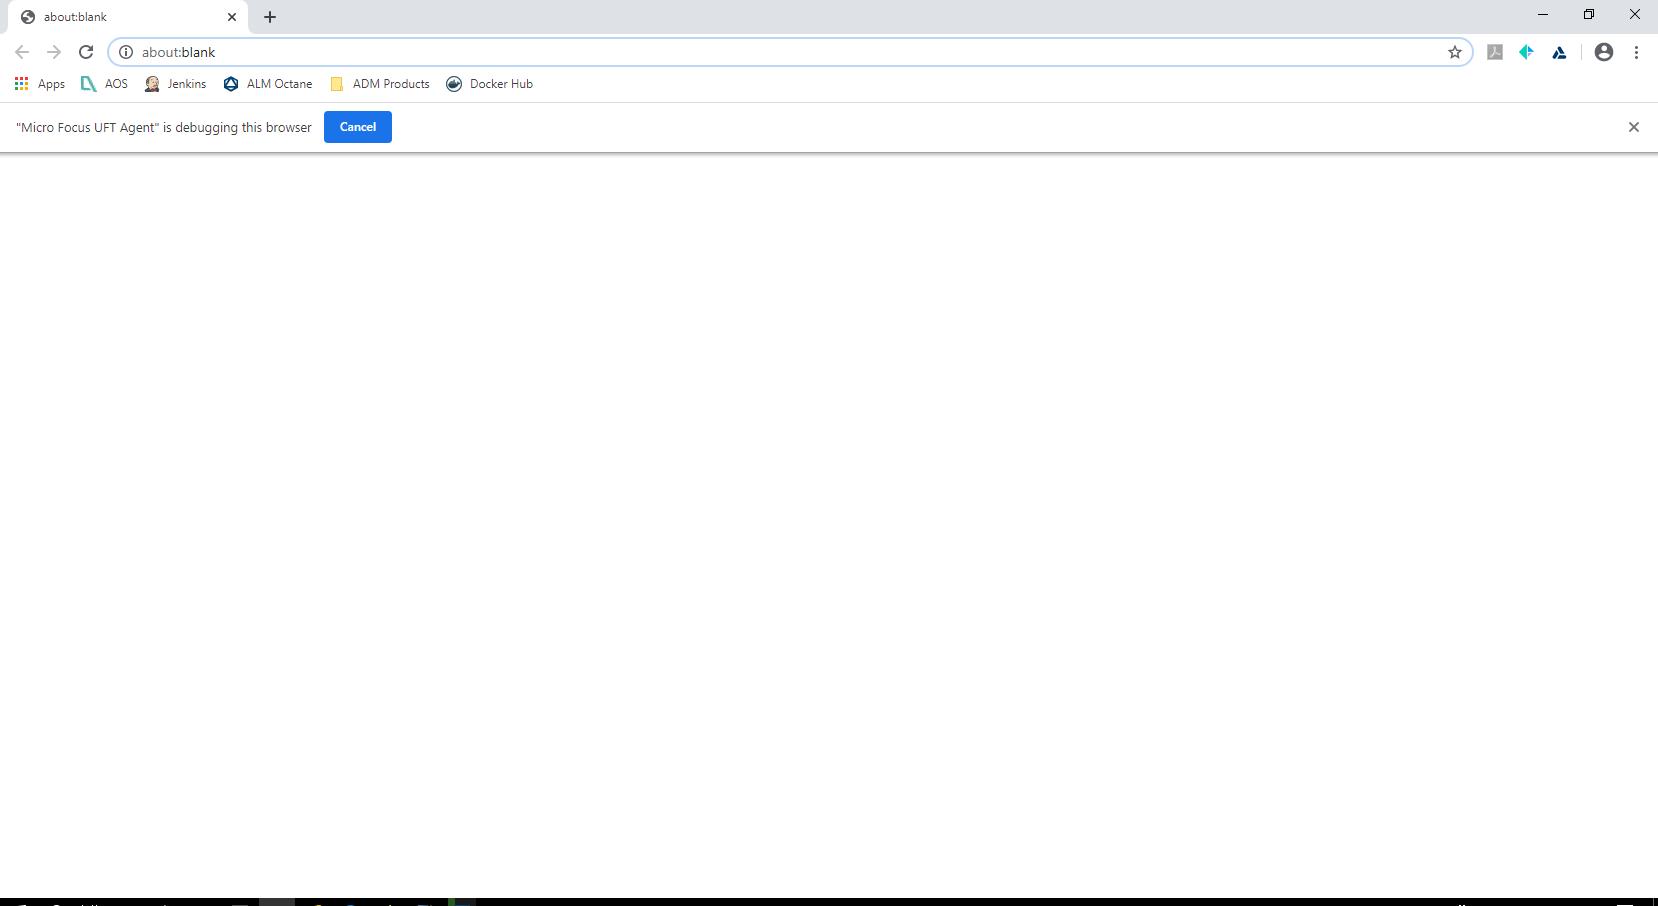 about:blank
about:blank
Apps AOS Jenkins ALM Octane ADM Products Docker Hub
"Micro Focus UFT Agent" is debugging this browser Cancel